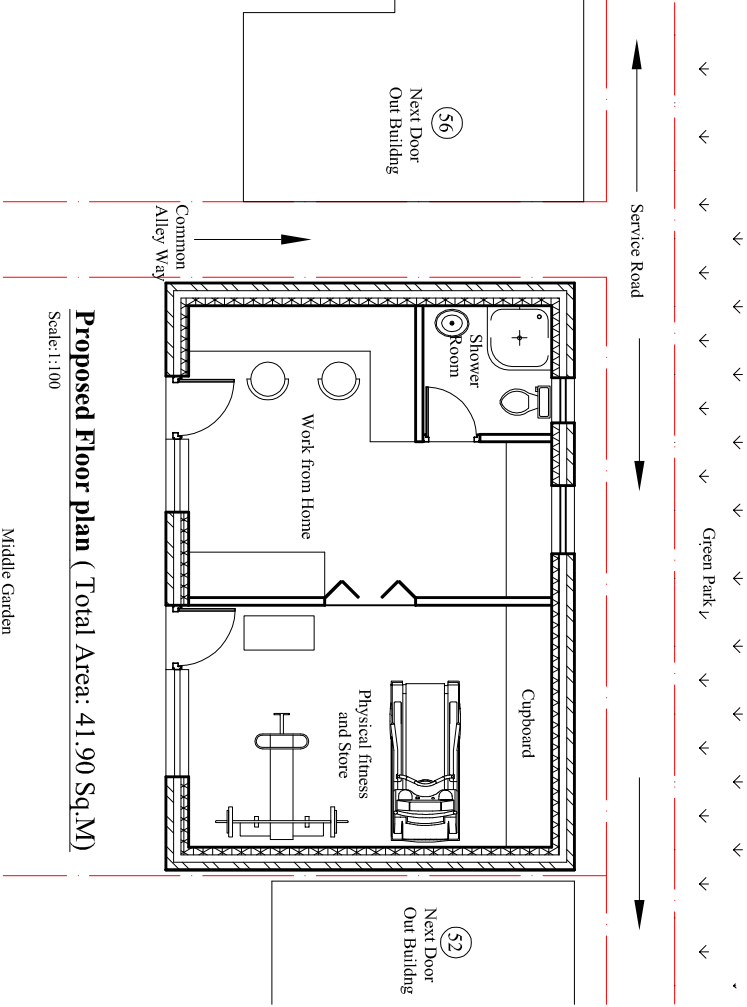 Green Park
Service Road
56
Next Door
Out Buildng
Common
Alley Way
Shower
Room
Work from Home
Cupboard
Physical fitness
and Store
52
Next Door
Out Buildng
Proposed Floor plan ( Total Area: 41.90 Sq.M)
Scale:1:100
Middle Garden